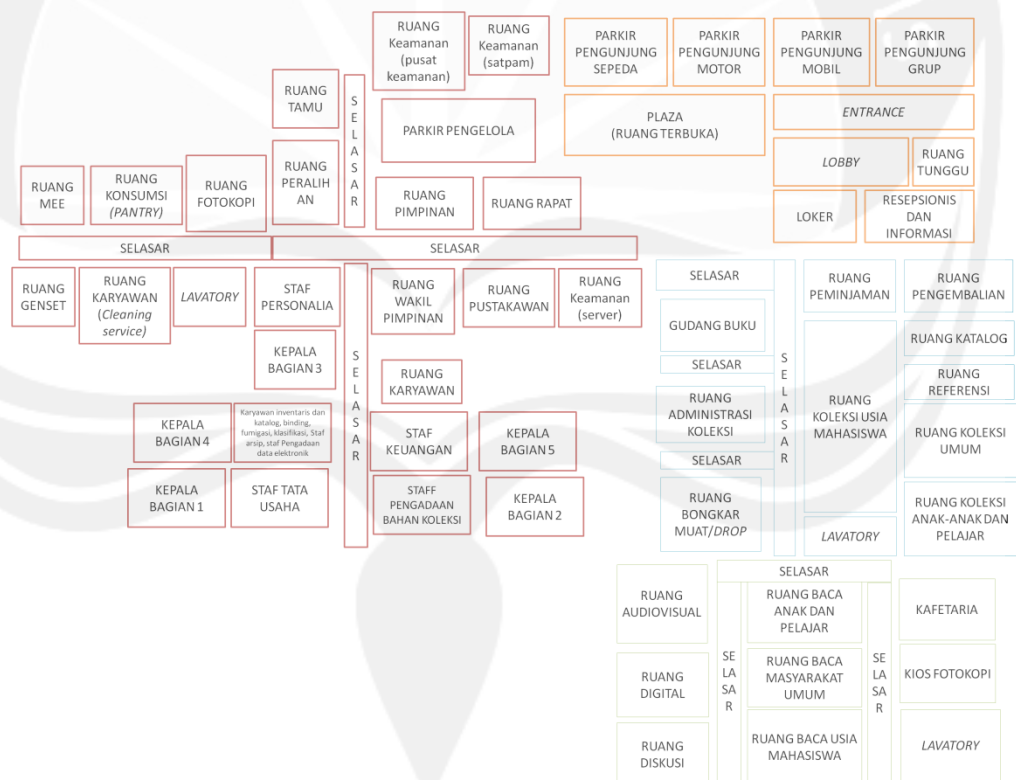 RUANG
Keamanan
(pusat
keamanan)
RUANG
Keamanan
(satpam)
PARKIR
PENGUNJUNG
SEPEDA
PARKIR
PENGUNJUNG
MOTOR
PARKIR
PENGUNJUNG
MOBIL
PARKIR
PENGUNJUNG
GRUP
RUANG
TAMU
SELASAR
PARKIR PENGELOLA
PLAZA
(RUANG TERBUKA)
ENTRANCE
LOBBY
RUANG
TUNGGU
RUANG
MEE
RUANG
KONSUMSI
(PANTRY)
RUANG
FOTOKOPI
RUANG
PERALIH
AN
RUANG
PIMPINAN
RUANG RAPAT
LOKER
RESEPSIONIS
DAN
INFORMASI
SELASAR
SELASAR
RUANG
GENSET
RUANG
KARYAWAN
(Cleaning
service)
LAVATORY
STAF
PERSONALIA
SELASAR
RUANG
WAKIL
PIMPINAN
RUANG
PUSTAKAWAN
RUANG
Keamanan
(server)
KEPALA
BAGIAN 3
RUANG
KARYAWAN
KEPALA
BAGIAN 4
Karyawan inventaris dan
katalog, binding,
fumigasi, klasifikasi, Staf
arsip, staf Pengadaan
data elektronik
STAF
KEUANGAN
KEPALA
BAGIAN 5
KEPALA
BAGIAN 1
STAF TATA
USAHA
STAFF
PENGADAAN
BAHAN KOLEKSI
KEPALA
BAGIAN 2
SELASAR
SELASAR
RUANG
PEMINJAMAN
RUANG
PENGEMBALIAN
GUDANG BUKU
RUANG KATALOG
SELASAR
RUANG
REFERENSI
RUANG
ADMINISTRASI
KOLEKSI
RUANG
KOLEKSI USIA
MAHASISWA
RUANG KOLEKSI
UMUM
SELASAR
RUANG
BONGKAR
MUAT/DROP
LAVATORY
RUANG KOLEKSI
ANAK-ANAK DAN
PELAJAR
SELASAR
RUANG
AUDIOVISUAL
RUANG BACA
ANAK DAN
PELAJAR
KAFETARIA
RUANG
DIGITAL
SE
LA
SA
R
RUANG BACA
MASYARAKAT
UMUM
SE
LA
SA
R
KIOS FOTOKOPI
RUANG
DISKUSI
RUANG BACA USIA
MAHASISWA
LAVATORY